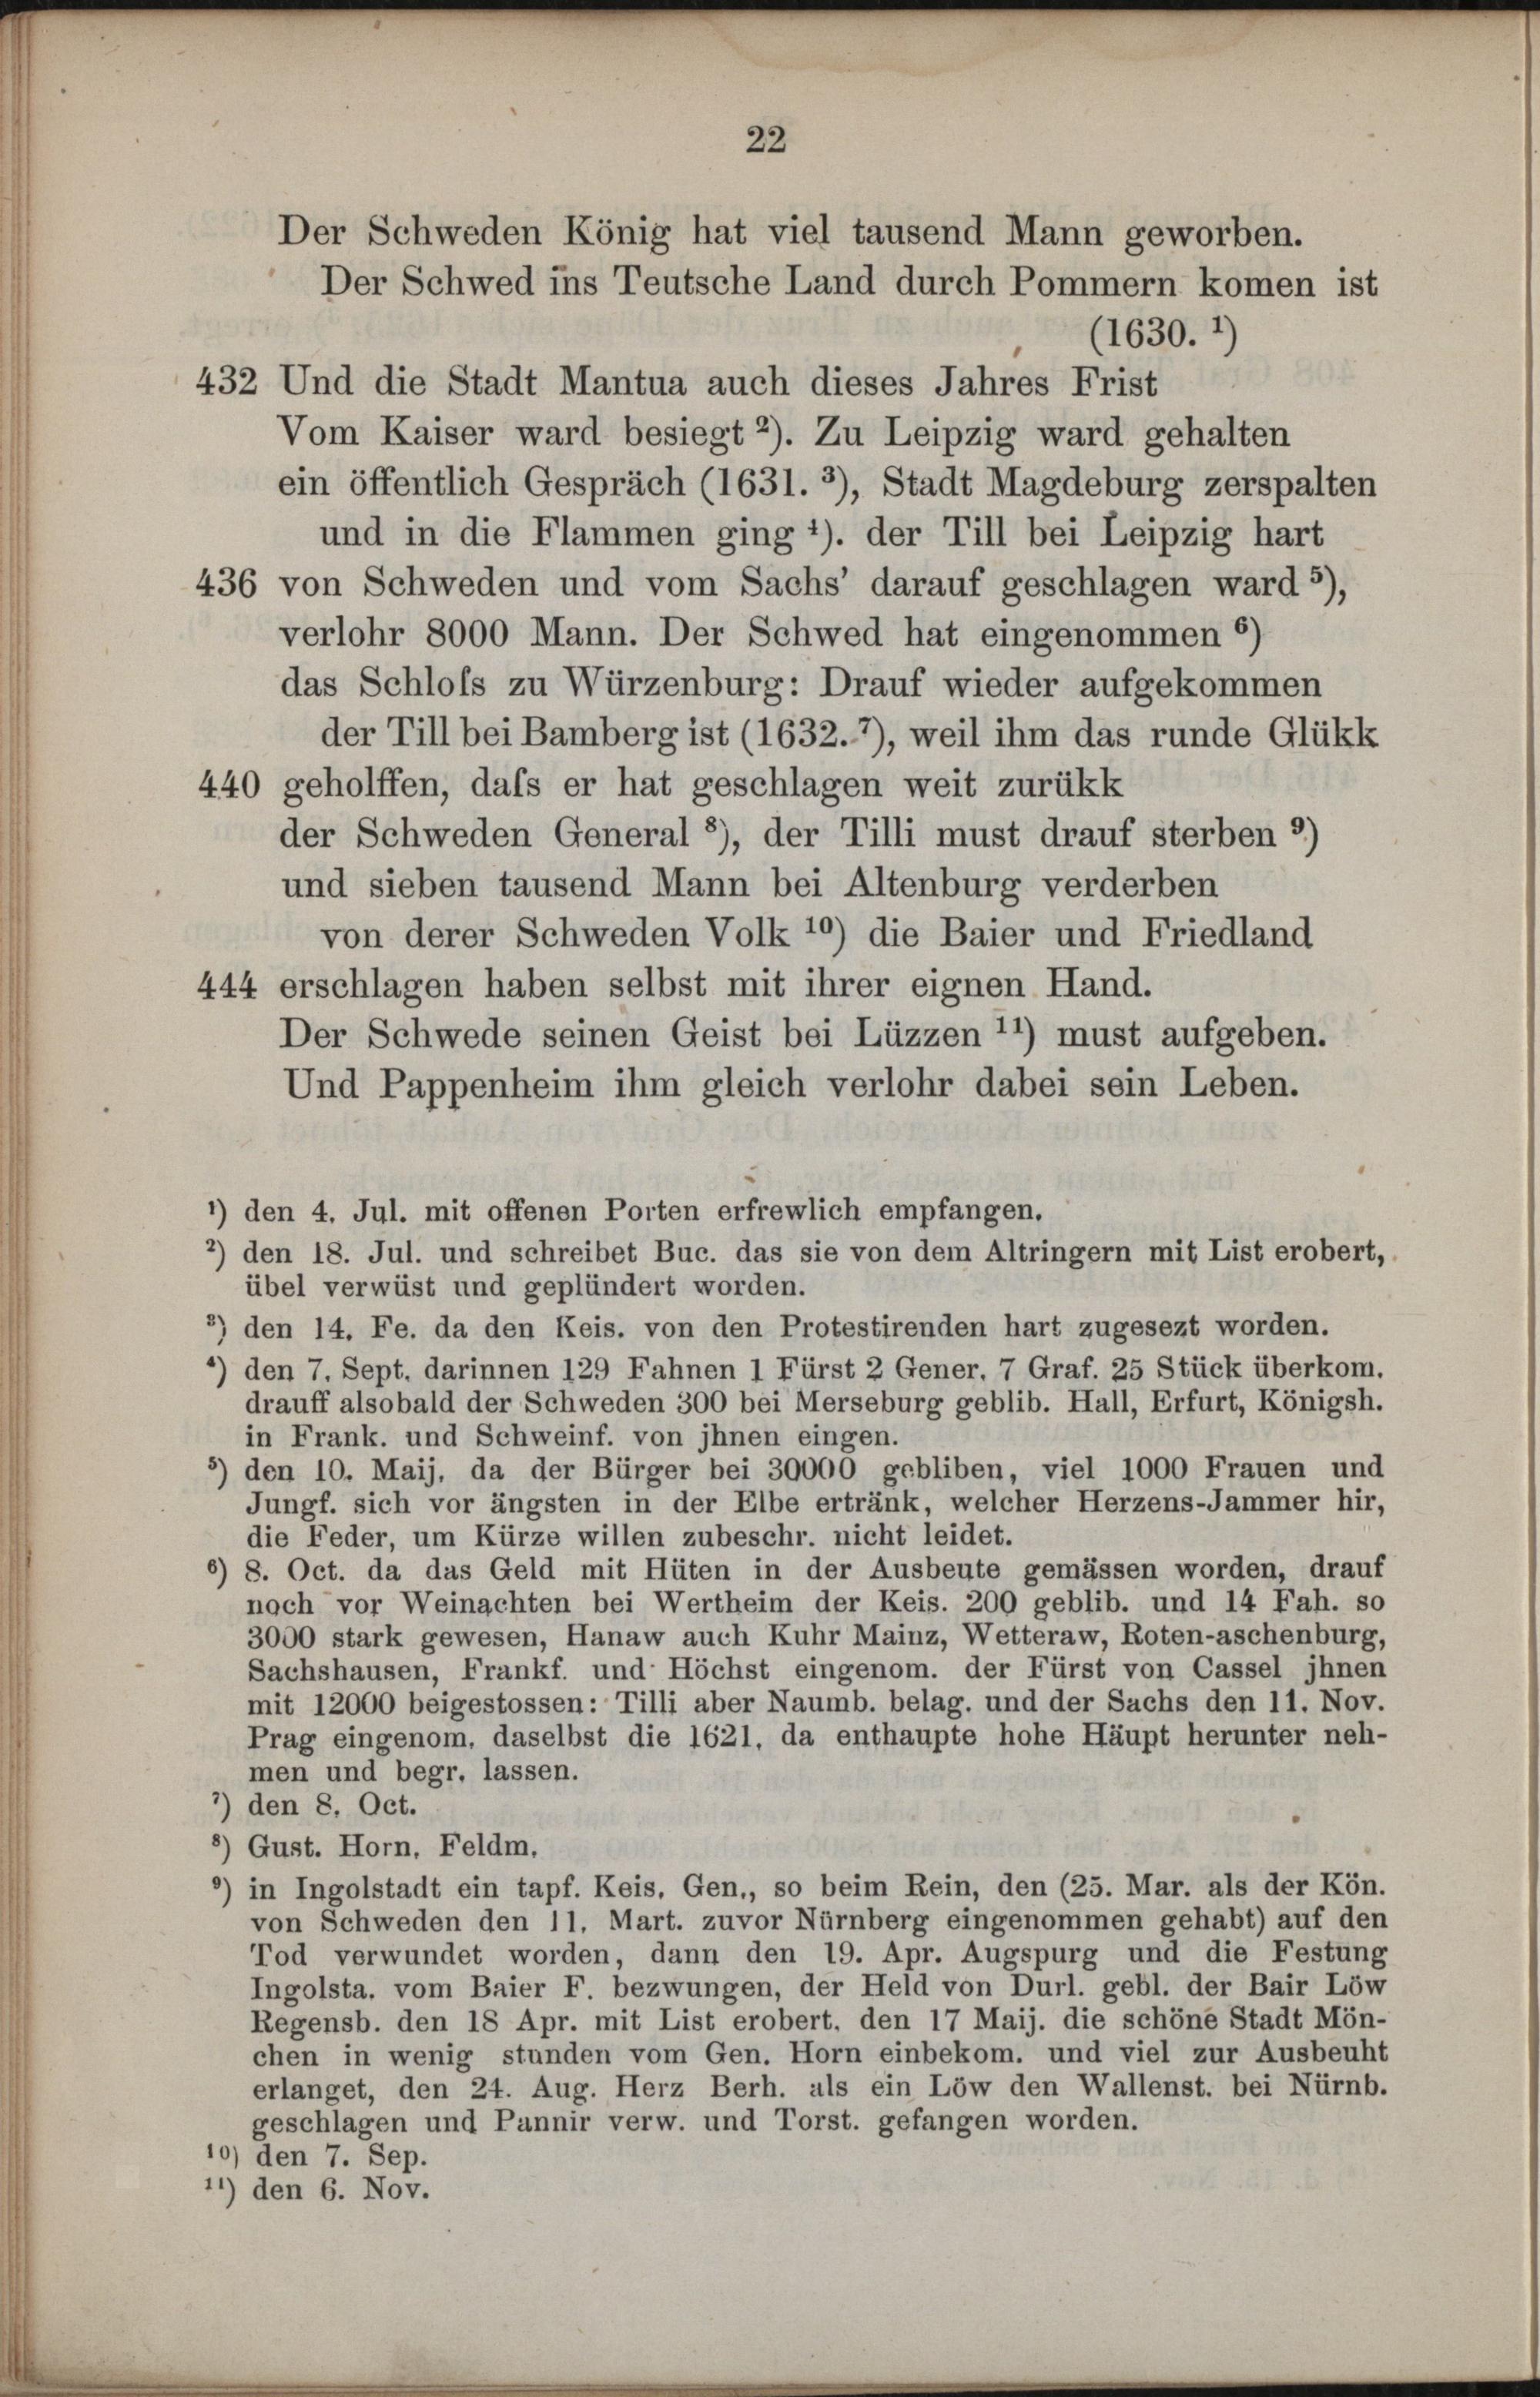 22
Der Schweden König hat viel tausend Mann geworben.
Der Schwed ins Teutsche Land durch Pommern komen ist
(1630. ¹)
432 Und die Stadt Mantua auch dieses Jahres Frist
Vom Kaiser ward besiegt ²). Zu Leipzig ward gehalten
ein öffentlich Gespräch (1631. ³), Stadt Magdeburg zerspalten
und in die Flammen ging ⁴). der Till bei Leipzig hart
436 von Schweden und vom Sachs’ darauf geschlagen ward ⁵),
verlohr 8000 Mann. Der Schwed hat eingenommen ⁶)
das Schloſs zu Würzenburg: Drauf wieder aufgekommen
der Till bei Bamberg ist (1632. ⁷), weil ihm das runde Glükk
440 geholffen, daſs er hat geschlagen weit zurükk
der Schweden General ⁸), der Tilli must drauf sterben ⁹)
und sieben tausend Mann bei Altenburg verderben
von derer Schweden Volk ¹⁰) die Baier und Friedland
444 erschlagen haben selbst mit ihrer eignen Hand.
Der Schwede seinen Geist bei Lüzzen ¹¹) must aufgeben.
Und Pappenheim ihm gleich verlohr dabei sein Leben.
¹) den 4. Jul. mit offenen Porten erfrewlich empfangen.
²) den 18. Jul. und schreibet Buc. das sie von dem Altringern mit List erobert,
übel verwüst und geplündert worden.
³) den 14. Fe. da den Keis. von den Protestirenden hart zugesezt worden.
⁴) den 7. Sept. darinnen 129 Fahnen 1 Fürst 2 Gener. 7 Graf. 25 Stück überkom.
drauff alsobald der Schweden 300 bei Merseburg geblib. Hall, Erfurt, Königsh.
in Frank. und Schweinf. von jhnen eingen.
⁵) den 10. Maij. da der Bürger bei 30000 gebliben, viel 1000 Frauen und
Jungf. sich vor ängsten in der Elbe ertränk, welcher Herzens-Jammer hir,
die Feder, um Kürze willen zubeschr. nicht leidet.
⁶) 8. Oct. da das Geld mit Hüten in der Ausbeute gemässen worden, drauf
noch vor Weinachten bei Wertheim der Keis. 200 geblib. und 14 Fah. so
3000 stark gewesen, Hanaw auch Kuhr Mainz, Wetteraw, Roten-aschenburg,
Sachshausen, Frankf. und Höchst eingenom. der Fürst von Cassel jhnen
mit 12000 beigestossen: Tilli aber Naumb. belag. und der Sachs den 11. Nov.
Prag eingenom. daselbst die 1621. da enthaupte hohe Häupt herunter neh-
men und begr. lassen.
⁷) den 8. Oct.
⁸) Gust. Horn. Feldm.
⁹) in Ingolstadt ein tapf. Keis. Gen., so beim Rein, den (25. Mar. als der Kön.
von Schweden den 11. Mart. zuvor Nürnberg eingenommen gehabt) auf den
Tod verwundet worden, dann den 19. Apr. Augspurg und die Festung
Ingolsta. vom Baier F. bezwungen, der Held von Durl. gebl. der Bair Löw
Regensb. den 18 Apr. mit List erobert. den 17 Maij. die schöne Stadt Mön-
chen in wenig stunden vom Gen. Horn einbekom. und viel zur Ausbeuht
erlanget, den 24. Aug. Herz Berh. als ein Löw den Wallenst. bei Nürnb.
geschlagen und Pannir verw. und Torst. gefangen worden.
¹⁰) den 7. Sep.
¹¹) den 6. Nov.